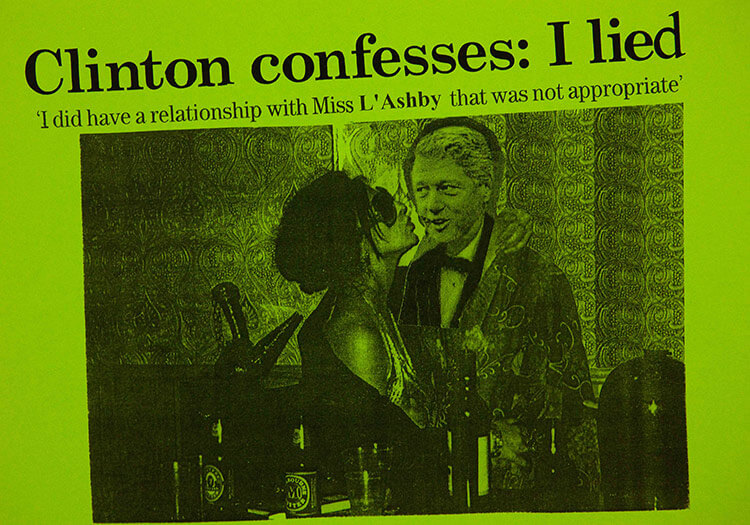 Clinton confesses: I lied
'I did have a relationship with Miss L'Ashby that was not appropriate'